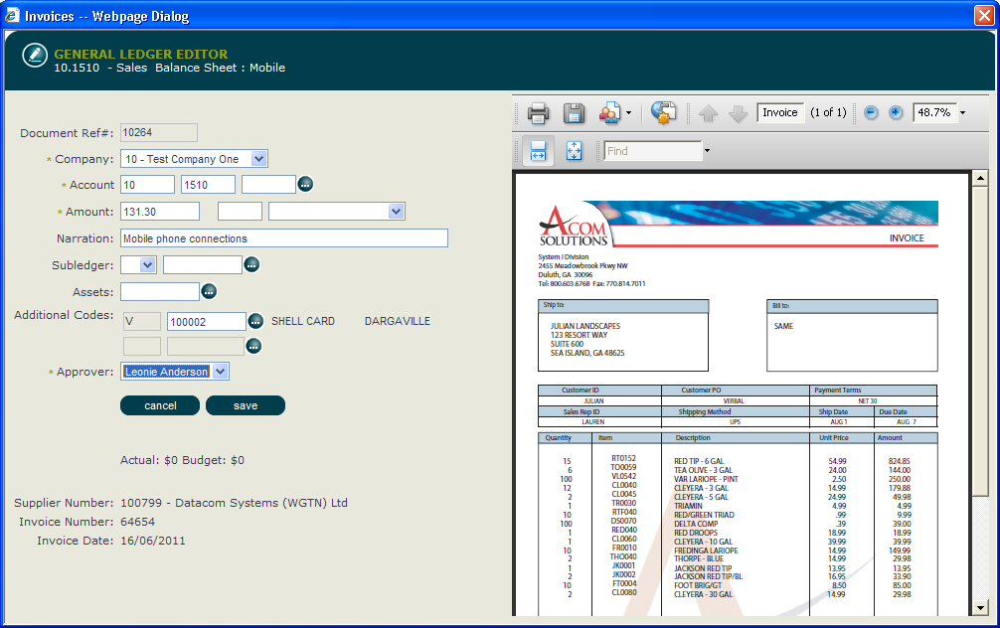 Invoices -- Webpage Dialog
GENERAL LEDGER EDITOR
10.1510 - Sales Balance Sheet : Mobile
Document Ref#: 10264
* Company: 10 - Test Company One
* Account 10 1510 ...
* Amount: 131.30
Narration: Mobile phone connections
Subledger: ...
Assets: ...
Additional Codes: V 100002 ... SHELL CARD DARGAVILLE
...
* Approver: Leonie Anderson
cancel save
Actual: $0 Budget: $0
Supplier Number: 100799 - Datacom Systems (WGTN) Ltd
Invoice Number: 64654
Invoice Date: 16/06/2011
Invoice (1 of 1) 48.7%
Find
ACOM
SOLUTIONS
INVOICE
System I Division
2455 Meadowbrook Pkwy NW
Duluth, GA 30096
Tel: 800.603.6768 Fax: 770.814.7011
Ship to: Bill to:
JULIAN LANDSCAPES SAME
123 RESORT WAY
SUITE 600
SEA ISLAND, GA 48625
Customer ID Customer PO Payment Terms
JULIAN VERBAL NET 30
Sales Rep ID Shipping Method Ship Date Due Date
LAUREN UPS AUG 1 AUG 7
Quantity Item Description Unit Price Amount
15 RT0152 RED TIP - 6 GAL 54.99 824.85
6 TO0059 TEA OLIVE - 3 GAL 24.00 144.00
100 VL0542 VAR LARIOPE - PINT 2.50 250.00
12 CL0040 CLEYERA - 3 GAL 14.99 179.88
2 CL0045 CLEYERA - 5 GAL 24.99 49.98
1 TR0030 TRIAMIN 4.99 4.99
10 RTF040 RED/GREEN TRIAD .99 9.99
100 DS0070 DELTA COMP .39 39.00
1 RED040 RED DROOPS 18.99 18.99
1 CL0060 CLEYERA - 10 GAL 39.99 39.99
10 FR0010 FREDINGA LARIOPE 14.99 149.99
2 THO040 THORPE - BLUE 14.99 29.98
1 JK0001 JACKSON RED TIP 13.95 13.95
2 JK0002 JACKSON RED TIP/BL 16.95 33.90
10 FT0004 FOOT BRIG/GT 8.50 85.00
2 CL0080 CLEYERA - 30 GAL 14.99 29.98